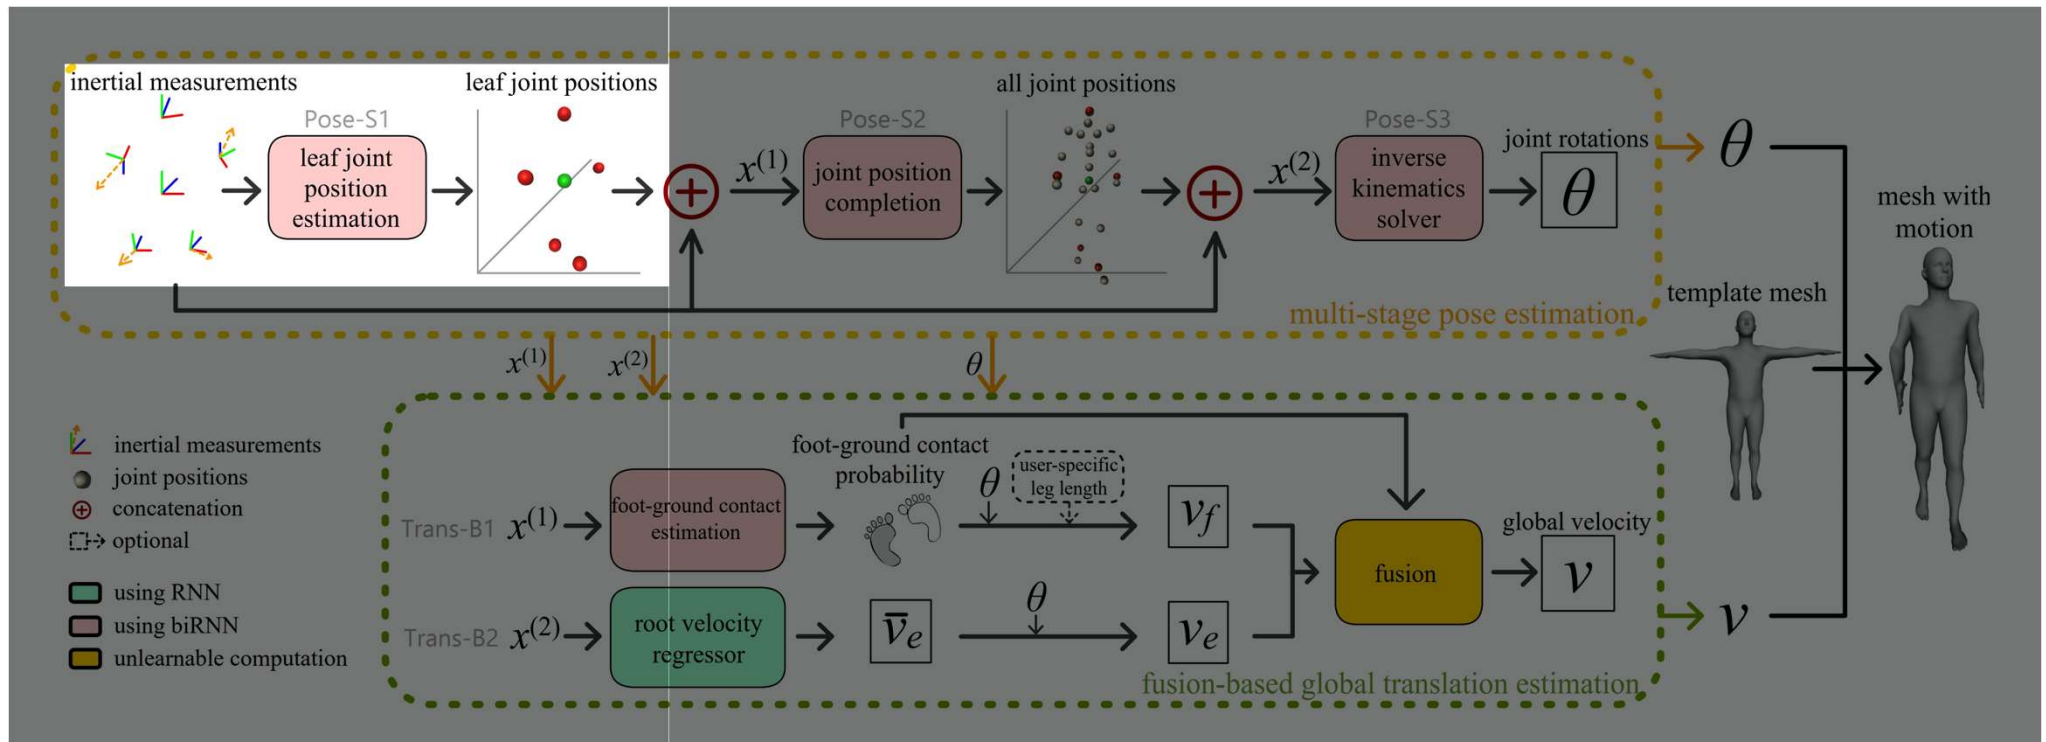 inertial measurements
leaf joint positions
all joint positions
Pose-S1
Pose-S2
Pose-S3
leaf joint
position
estimation
x⁽¹⁾
joint position
completion
x⁽²⁾
inverse
kinematics
solver
joint rotations
θ
θ
mesh with
motion
template mesh
multi-stage pose estimation
x⁽¹⁾
x⁽²⁾
θ
inertial measurements
joint positions
concatenation
optional
using RNN
using biRNN
unlearnable computation
Trans-B1
x⁽¹⁾
foot-ground contact
estimation
foot-ground contact
probability
θ
user-specific
leg length
v_f
Trans-B2
x⁽²⁾
root velocity
regressor
v̄_e
θ
v_e
fusion
global velocity
v
v
fusion-based global translation estimation